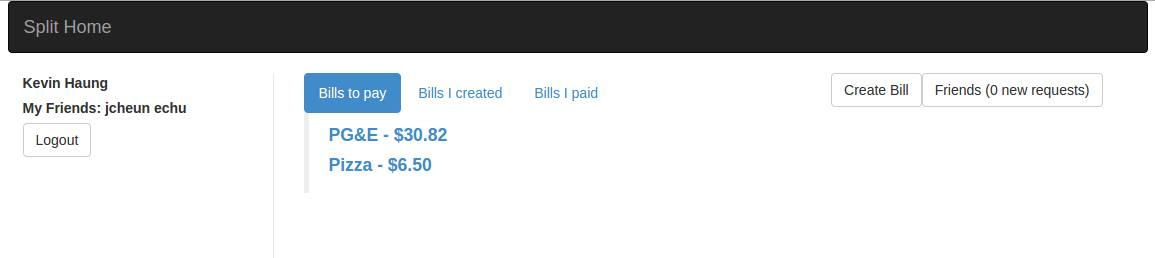 Split Home
Kevin Haung
My Friends: jcheun echu
Logout
Bills to pay
Bills I created
Bills I paid
Create Bill
Friends (0 new requests)
PG&E - $30.82
Pizza - $6.50